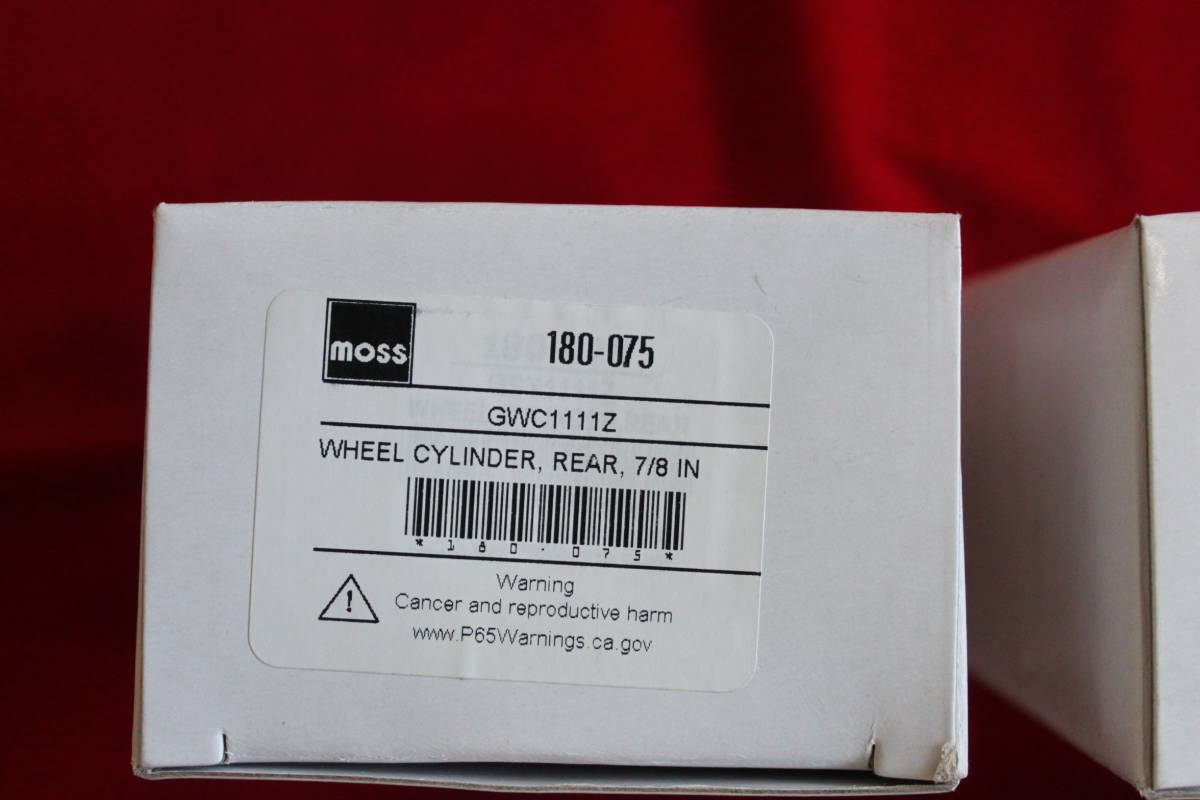 moss
180-075
GWC1111Z
WHEEL CYLINDER, REAR, 7/8 IN
*180-075*
Warning
Cancer and reproductive harm
www.P65Warnings.ca.gov